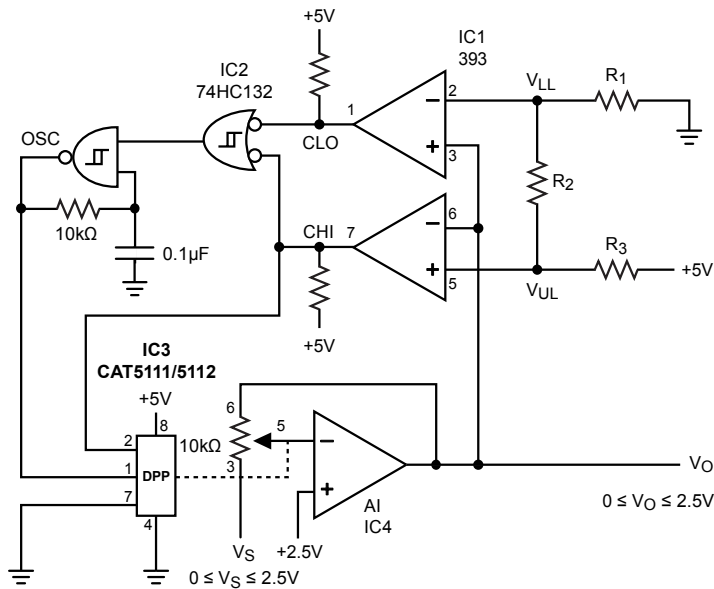 +5V
IC1
393
IC2
74HC132
VLL
R1
2
1
OSC
CLO
3
R2
CHI
7
6
R3
10kΩ
0.1µF
+5V
5
VUL
+5V
IC3
CAT5111/5112
+5V
8
6
5
2
10kΩ
1
DPP
3
VO
7
AI
IC4
0 ≤ VO ≤ 2.5V
4
VS
+2.5V
0 ≤ VS ≤ 2.5V